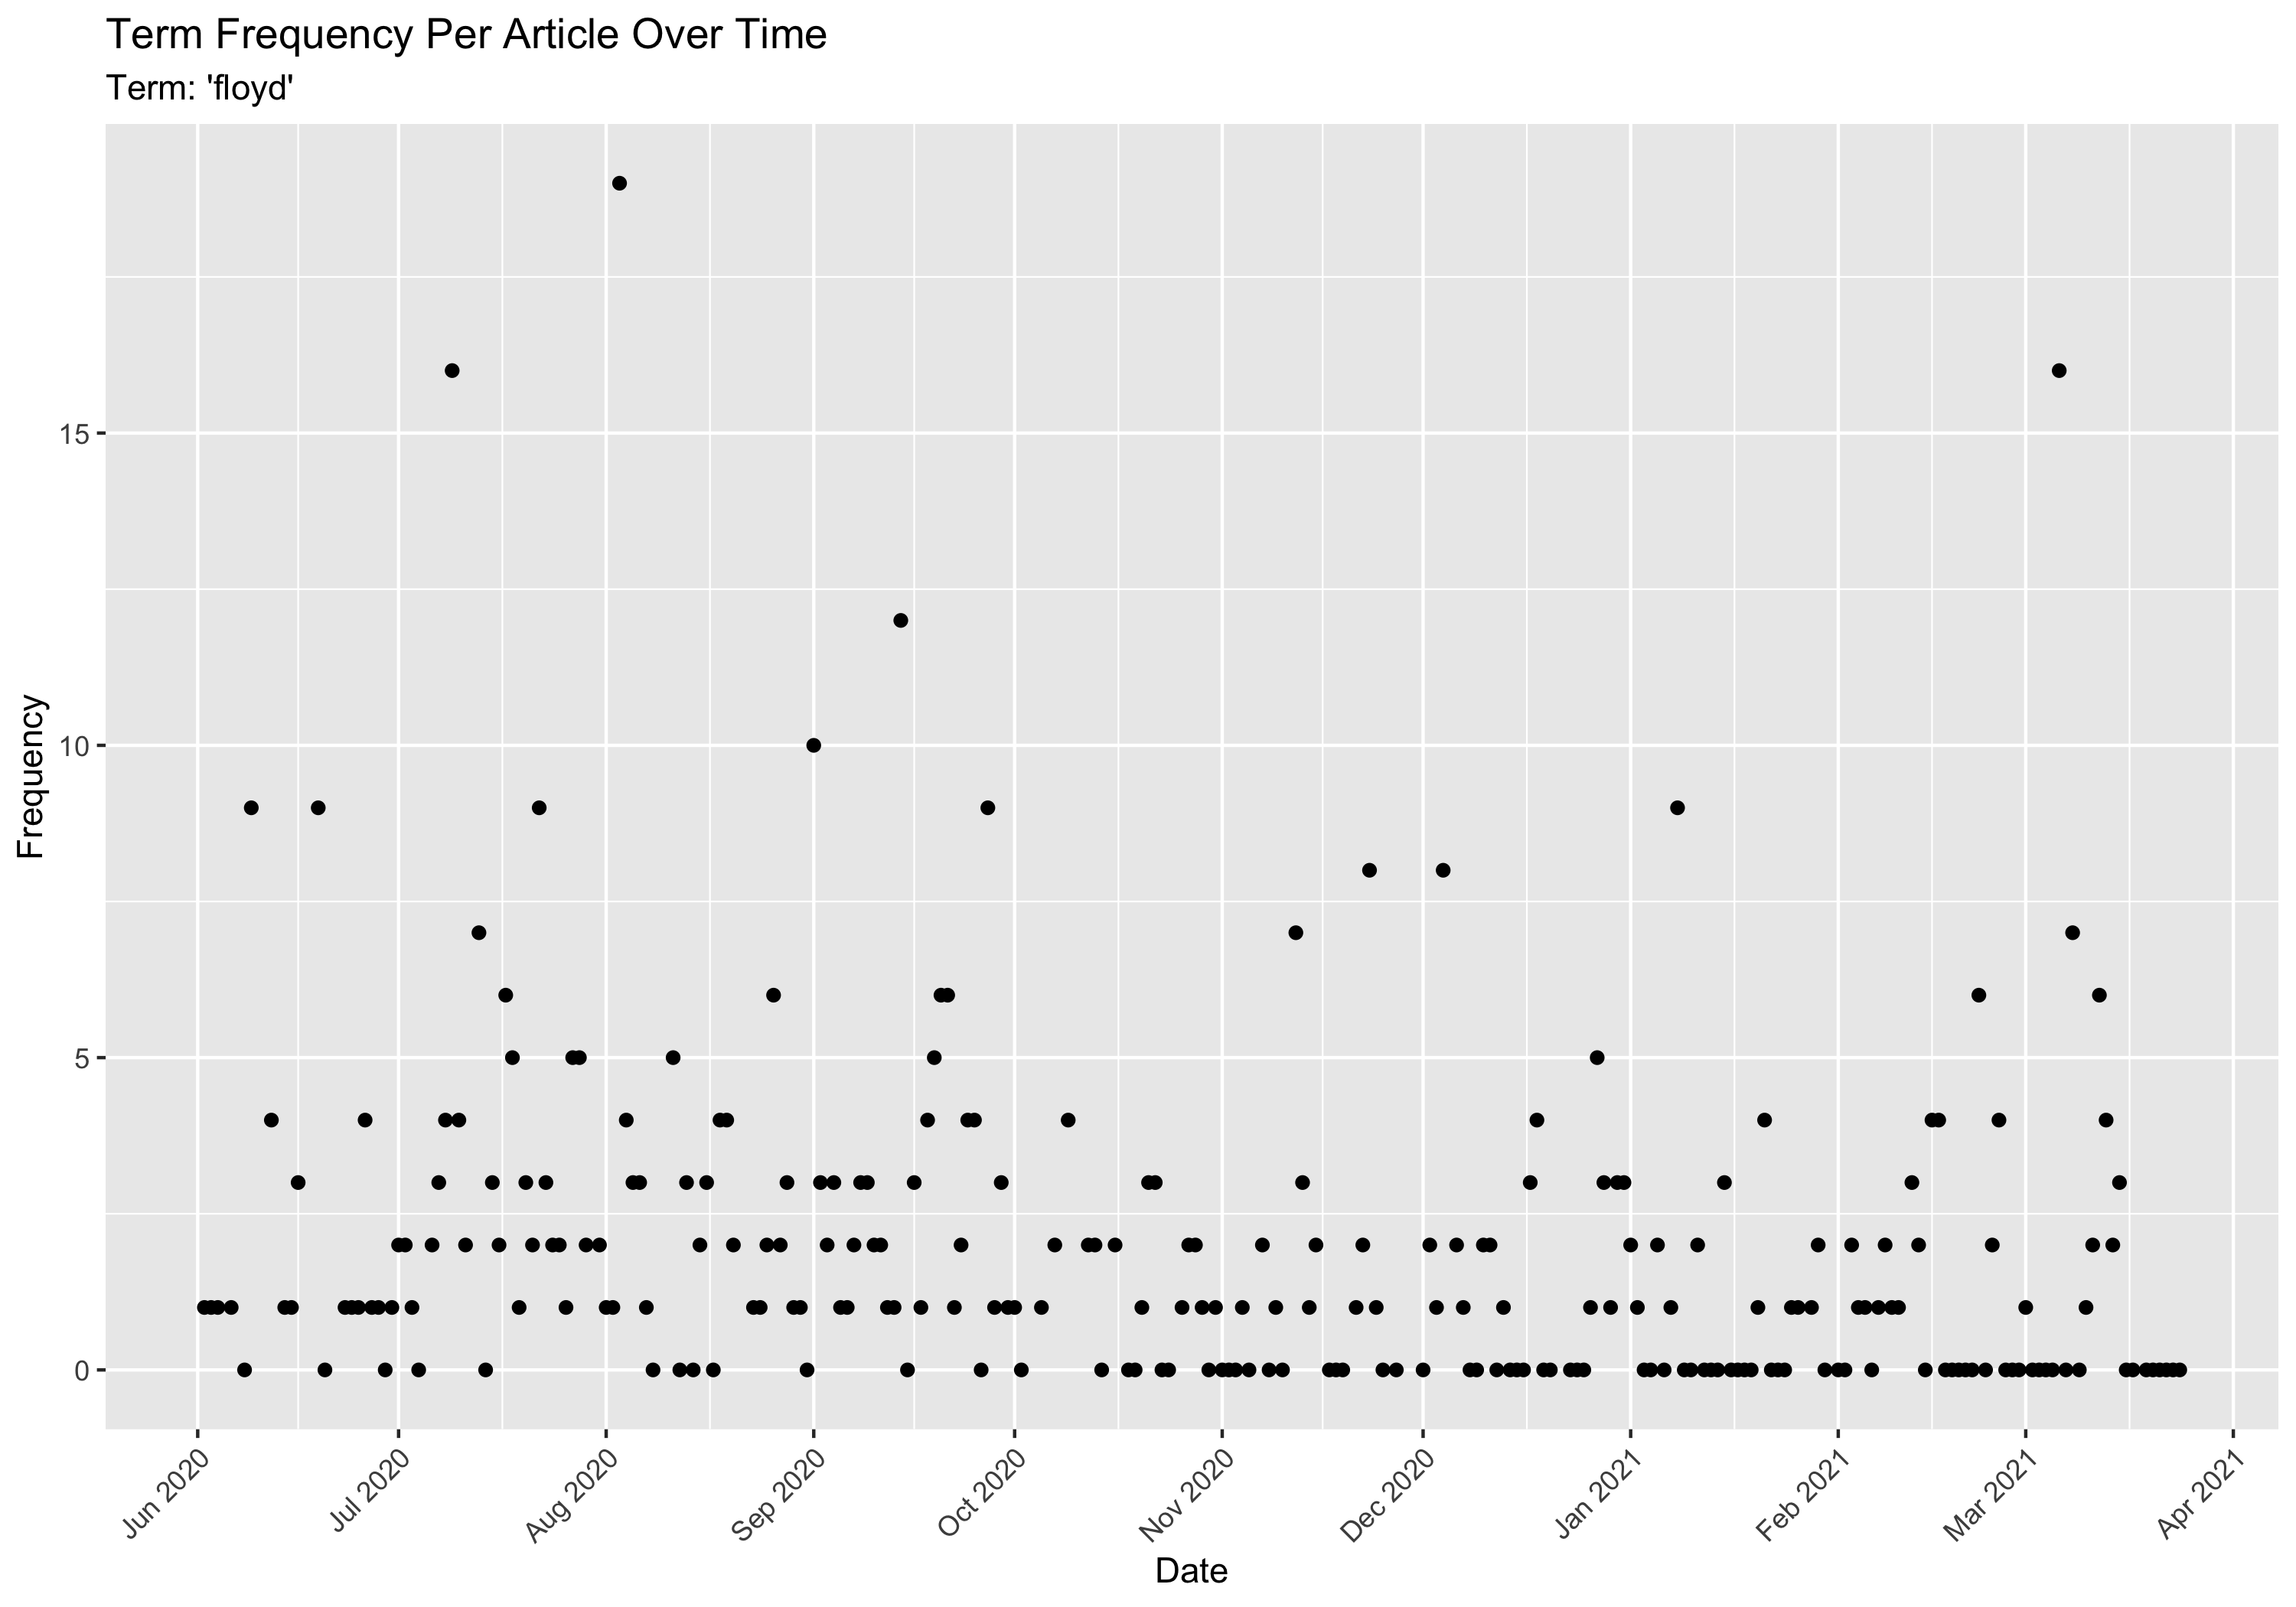 Term Frequency Per Article Over Time
Term: 'floyd'
Frequency
15
10
5
0
Jun 2020
Jul 2020
Aug 2020
Sep 2020
Oct 2020
Nov 2020
Dec 2020
Jan 2021
Feb 2021
Mar 2021
Apr 2021
Date